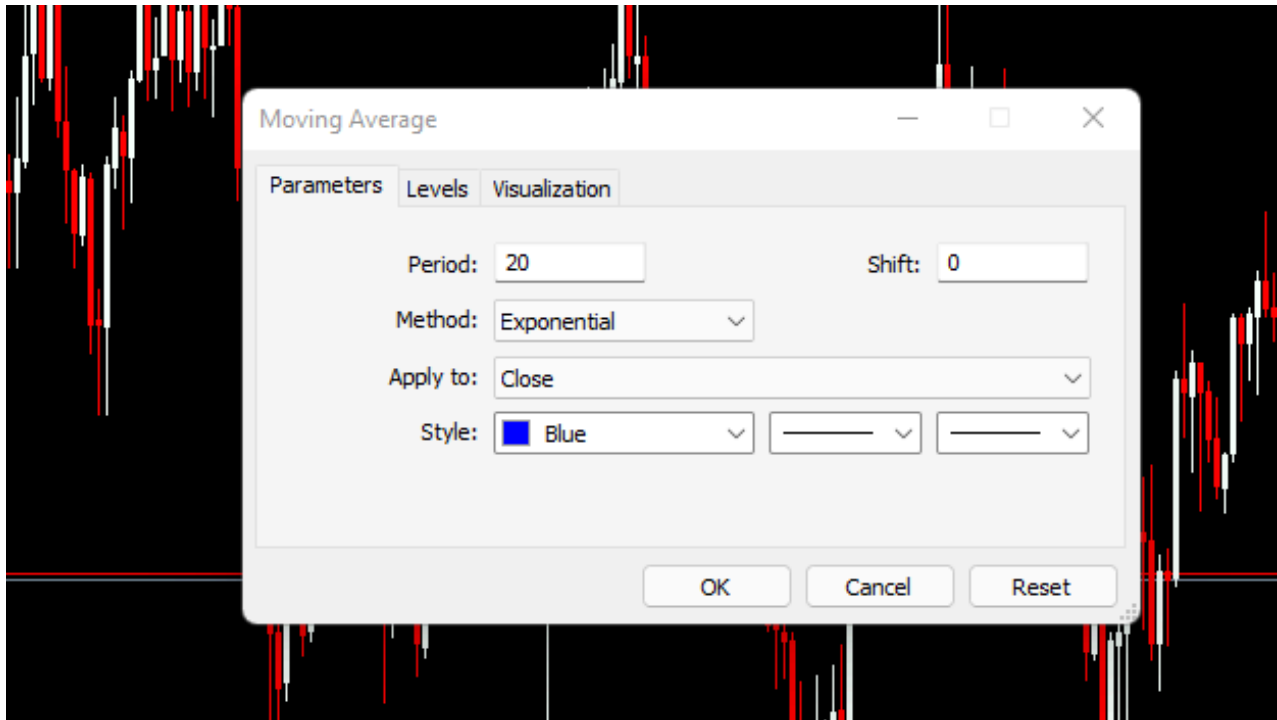 Moving Average
Parameters Levels Visualization
Period: 20 Shift: 0
Method: Exponential
Apply to: Close
Style: Blue
OK Cancel Reset